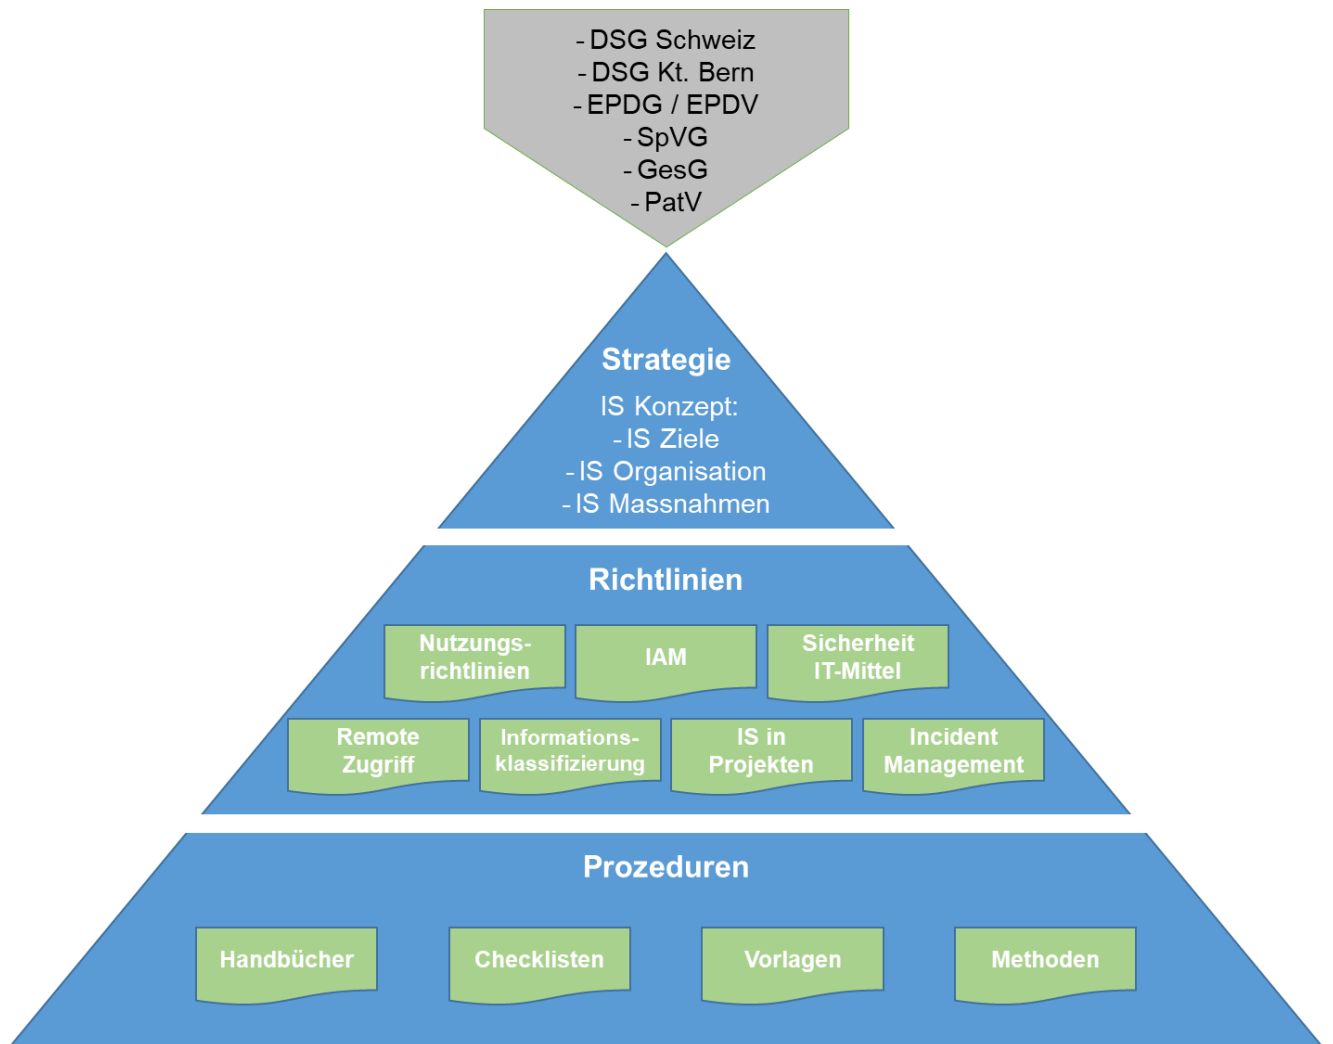 - DSG Schweiz
- DSG Kt. Bern
- EPDG / EPDV
- SpVG
- GesG
- PatV
Strategie
IS Konzept:
- IS Ziele
- IS Organisation
- IS Massnahmen
Richtlinien
Nutzungs-
richtlinien
IAM
Sicherheit
IT-Mittel
Remote
Zugriff
Informations-
klassifizierung
IS in
Projekten
Incident
Management
Prozeduren
Handbücher
Checklisten
Vorlagen
Methoden